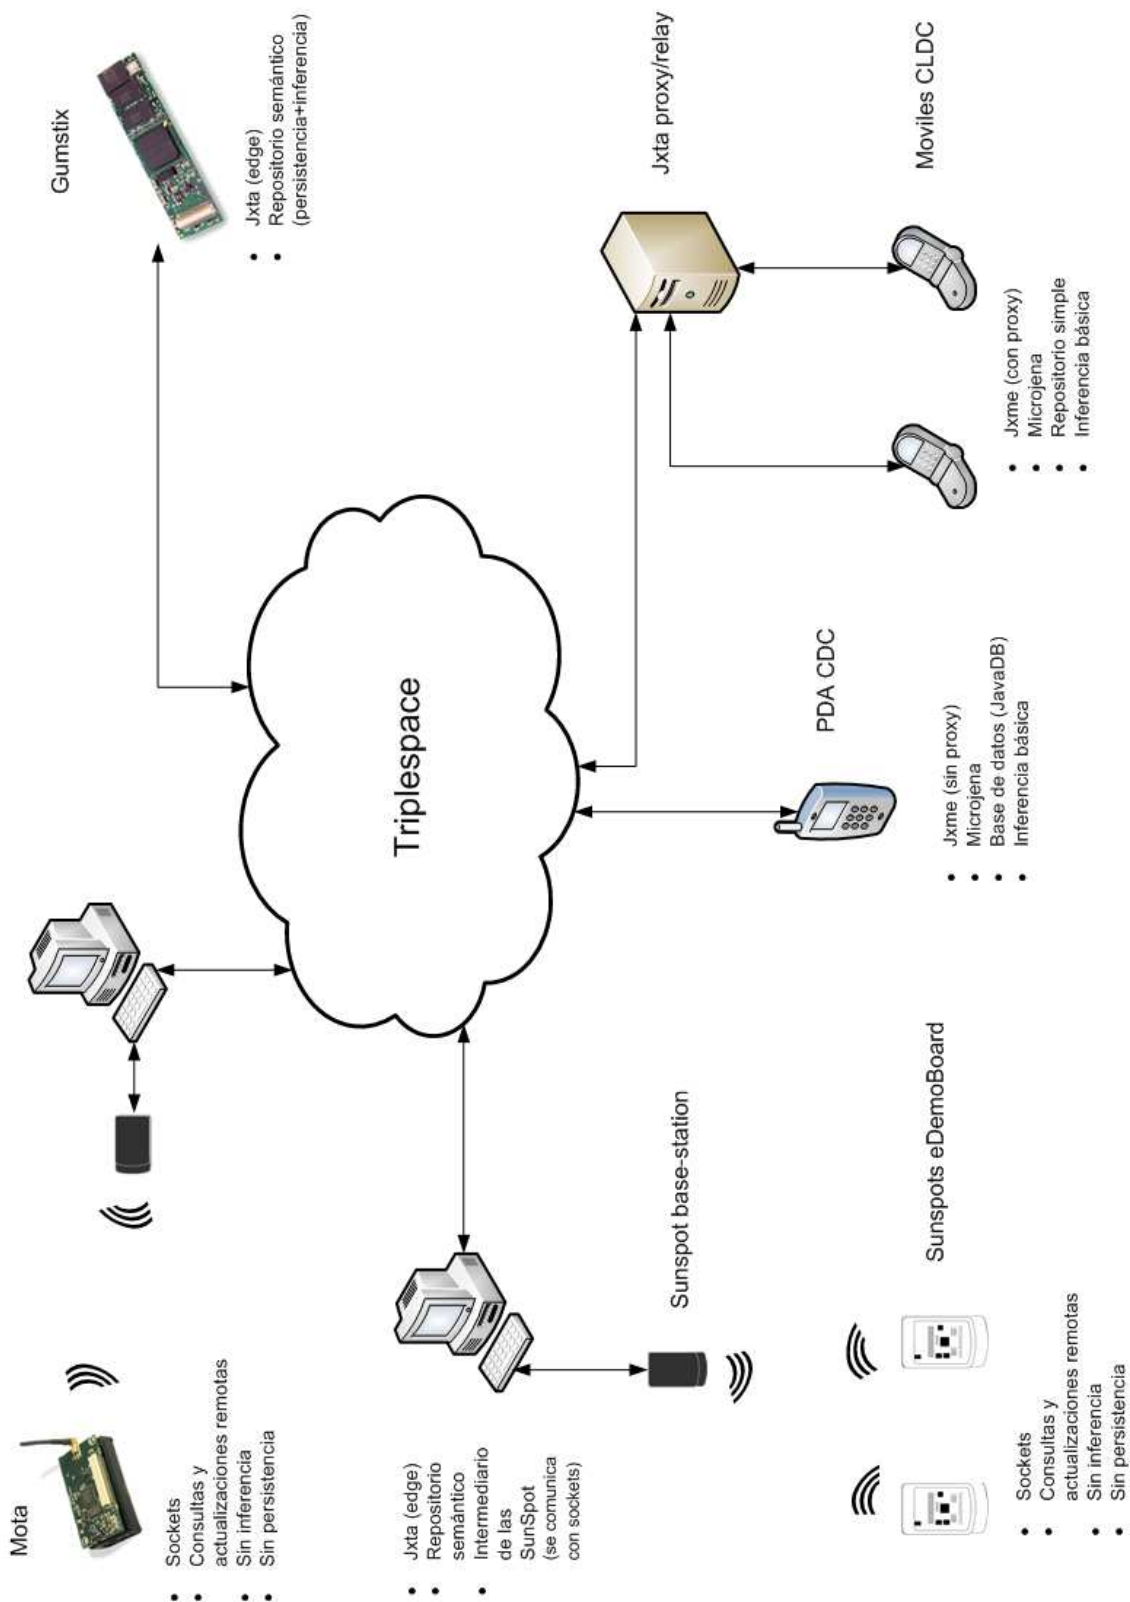 Mota
Sockets
Consultas y
actualizaciones remotas
Sin inferencia
Sin persistencia
Gumstix
Jxta (edge)
Repositorio semántico
(persistencia+inferencia)
Triplespace
Jxta (edge)
Repositorio
semántico
Intermediario
de las
SunSpot
(se comunica
con sockets)
Sunspot base-station
Jxta proxy/relay
Sunspots eDemoBoard
Sockets
Consultas y
actualizaciones remotas
Sin inferencia
Sin persistencia
PDA CDC
Jxme (sin proxy)
Microjena
Base de datos (JavaDB)
Inferencia básica
Moviles CLDC
Jxme (con proxy)
Microjena
Repositorio simple
Inferencia básica